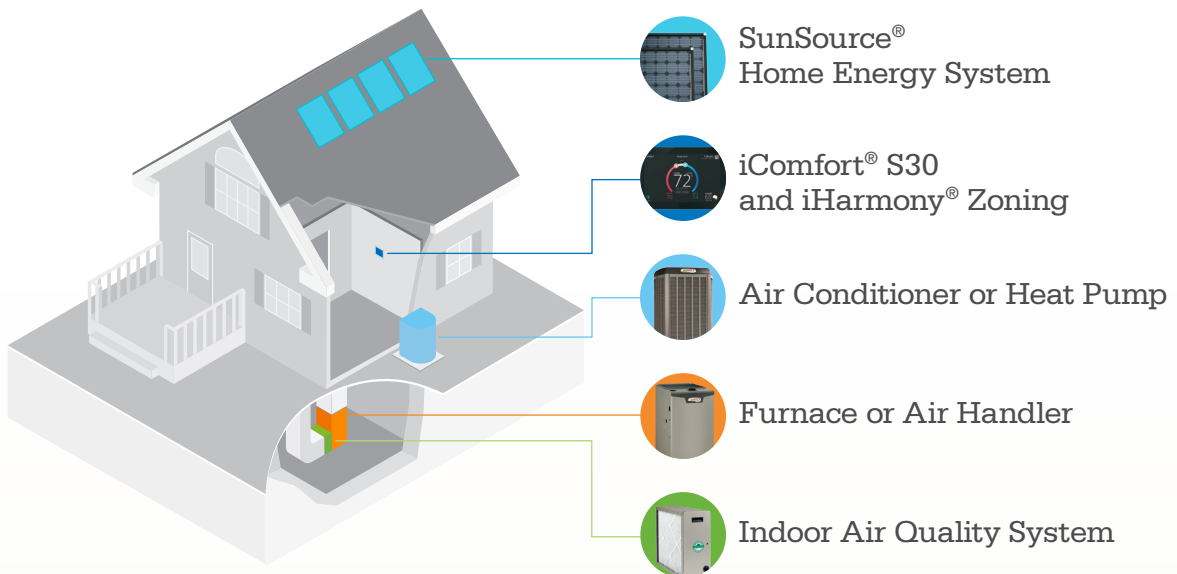 SunSource®
Home Energy System
72
iComfort® S30
and iHarmony® Zoning
Air Conditioner or Heat Pump
Furnace or Air Handler
Indoor Air Quality System